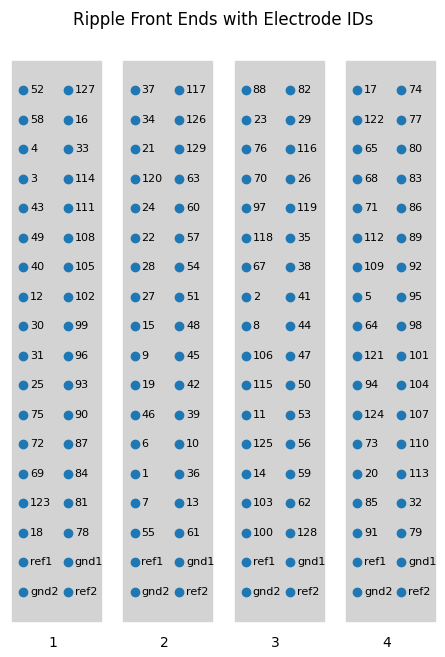 Ripple Front Ends with Electrode IDs
52 127 37 117 88 82 17 74
58 16 34 126 23 29 122 77
4 33 21 129 76 116 65 80
3 114 120 63 70 26 68 83
43 111 24 60 97 119 71 86
49 108 22 57 118 35 112 89
40 105 28 54 67 38 109 92
12 102 27 51 2 41 5 95
30 99 15 48 8 44 64 98
31 96 9 45 106 47 121 101
25 93 19 42 115 50 94 104
75 90 46 39 11 53 124 107
72 87 6 10 125 56 73 110
69 84 1 36 14 59 20 113
123 81 7 13 103 62 85 32
18 78 55 61 100 128 91 79
ref1 gnd1 ref1 gnd1 ref1 gnd1 ref1 gnd1
gnd2 ref2 gnd2 ref2 gnd2 ref2 gnd2 ref2
1 2 3 4